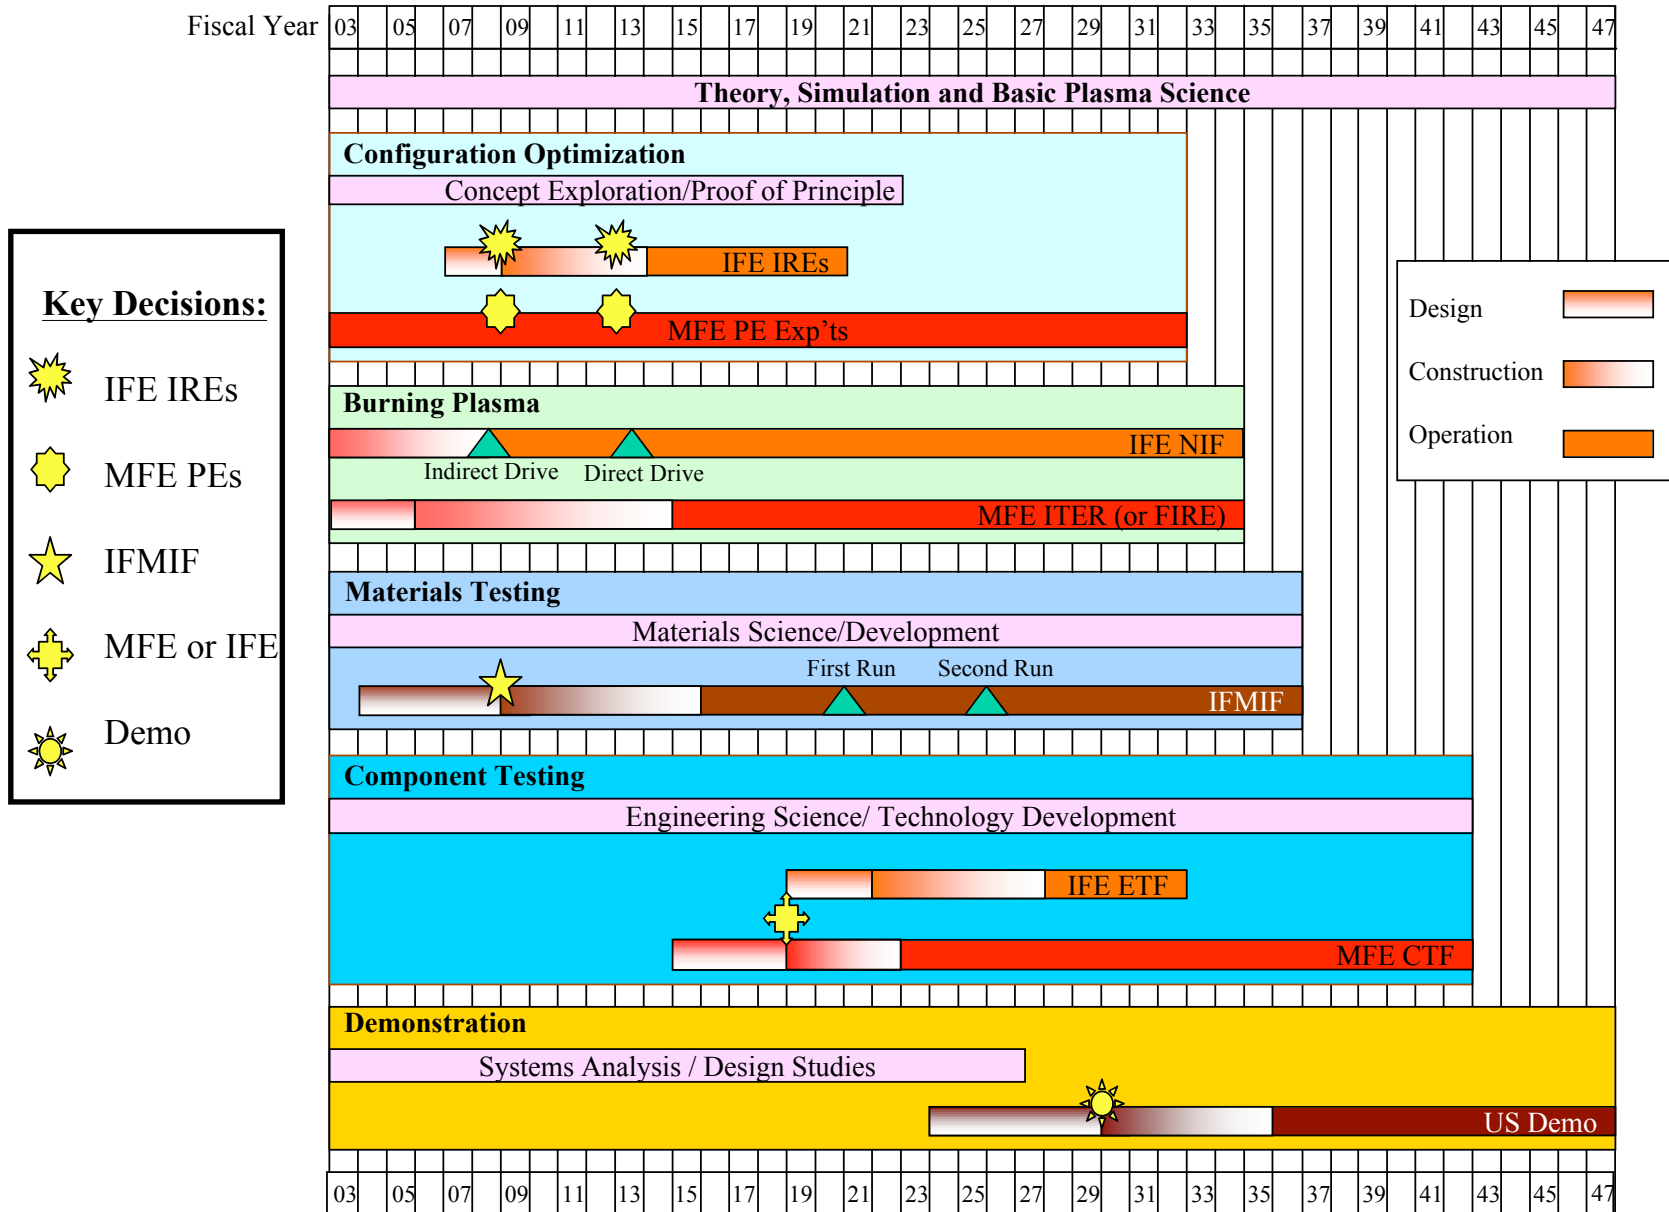 Fiscal Year 03 05 07 09 11 13 15 17 19 21 23 25 27 29 31 33 35 37 39 41 43 45 47
Theory, Simulation and Basic Plasma Science
Configuration Optimization
Concept Exploration/Proof of Principle
IFE IREs
MFE PE Exp’ts
Burning Plasma
IFE NIF
Indirect Drive Direct Drive
MFE ITER (or FIRE)
Materials Testing
Materials Science/Development
First Run Second Run
IFMIF
Component Testing
Engineering Science/ Technology Development
IFE ETF
MFE CTF
Demonstration
Systems Analysis / Design Studies
US Demo
03 05 07 09 11 13 15 17 19 21 23 25 27 29 31 33 35 37 39 41 43 45 47
Key Decisions:
IFE IREs
MFE PEs
IFMIF
MFE or IFE
Demo
Design
Construction
Operation